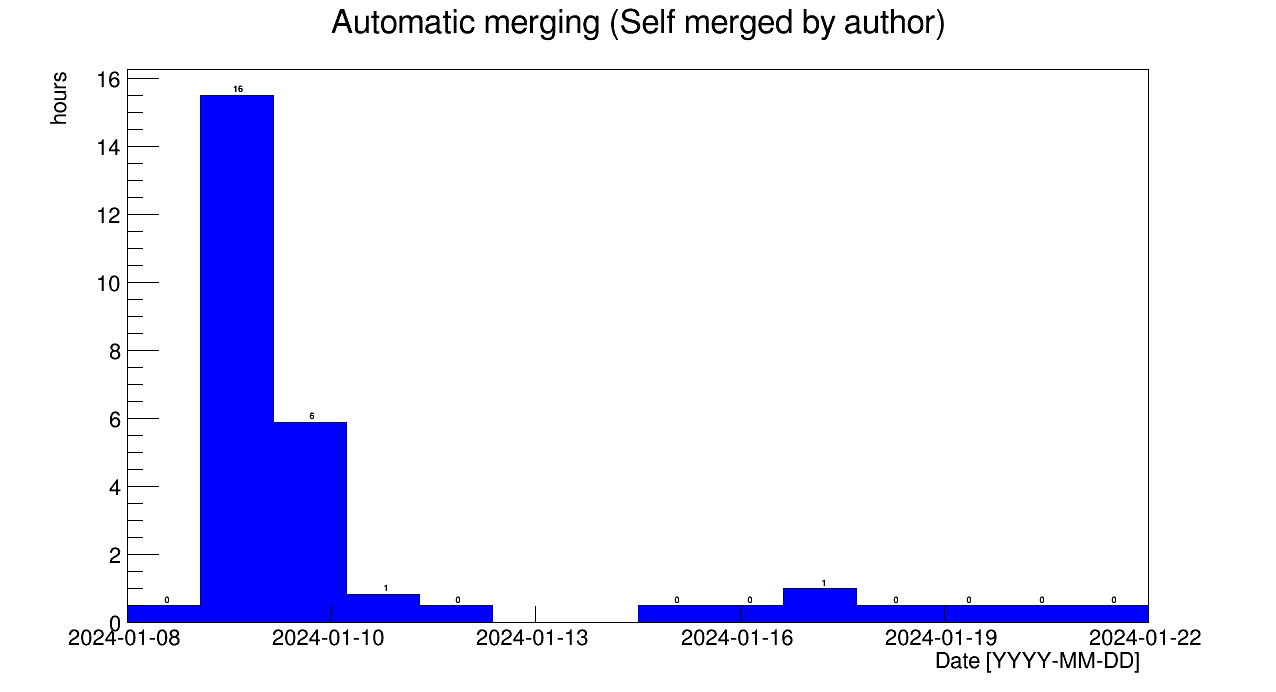 Automatic merging (Self merged by author)
hours
16
14
12
10
8
6
4
2
0
0 16 6 1 0 0 0 1 0 0 0 0
2024-01-08 2024-01-10 2024-01-13 2024-01-16 2024-01-19 2024-01-22
Date [YYYY-MM-DD]